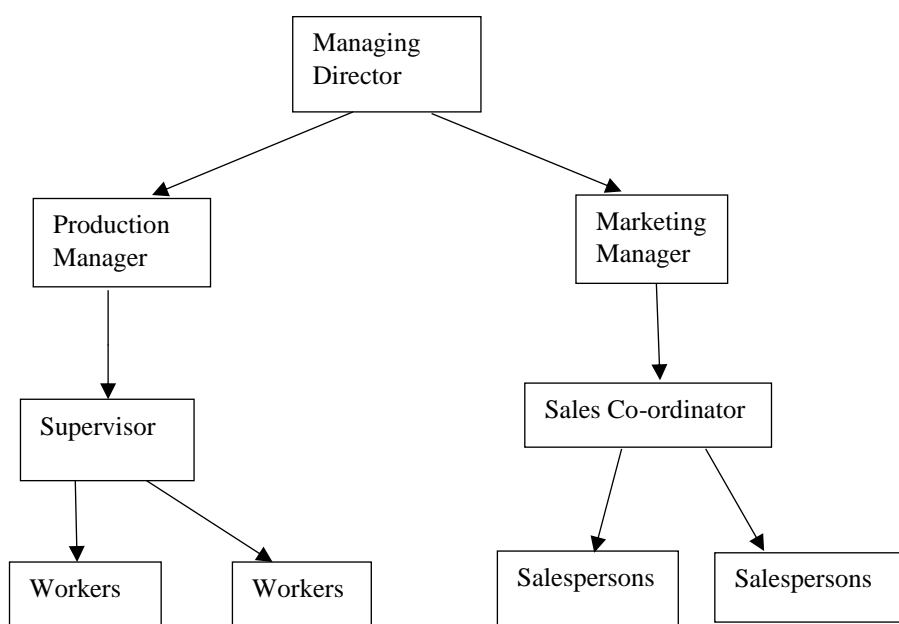 Managing
Director
Production
Manager
Marketing
Manager
Supervisor
Sales Co-ordinator
Workers
Workers
Salespersons
Salespersons